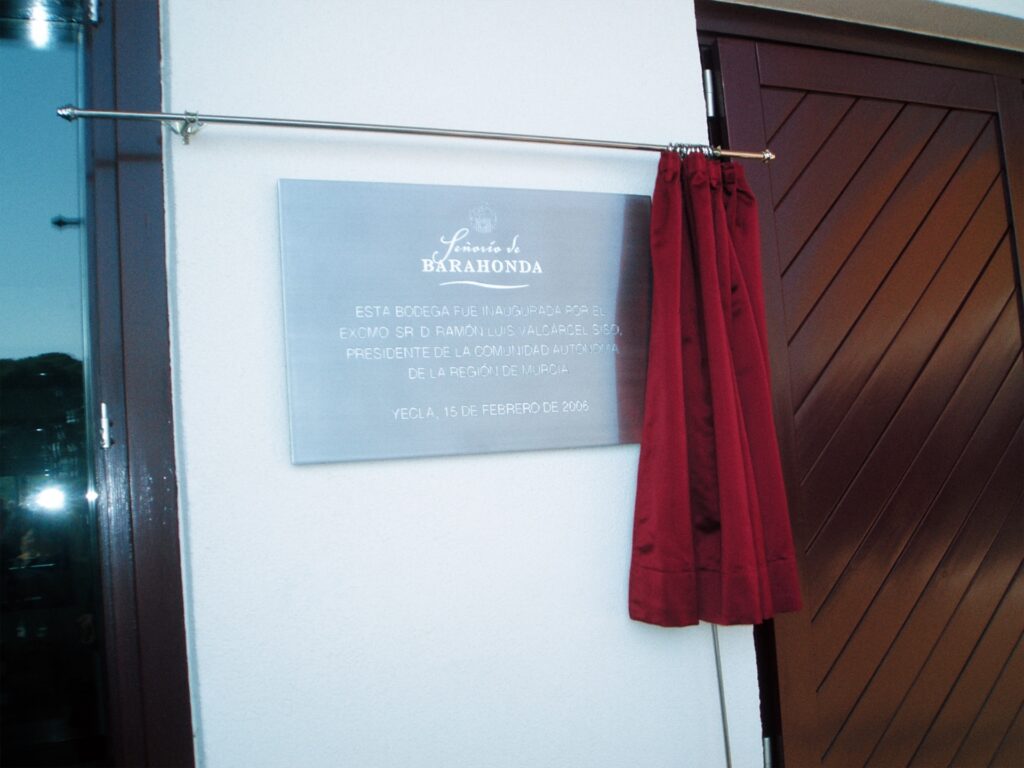 Señorío de
BARAHONDA
ESTA BODEGA FUE INAUGURADA POR EL
EXCMO. SR. D. RAMÓN LUIS VALCÁRCEL SISO,
PRESIDENTE DE LA COMUNIDAD AUTÓNOMA
DE LA REGIÓN DE MURCIA
YECLA, 15 DE FEBRERO DE 2006